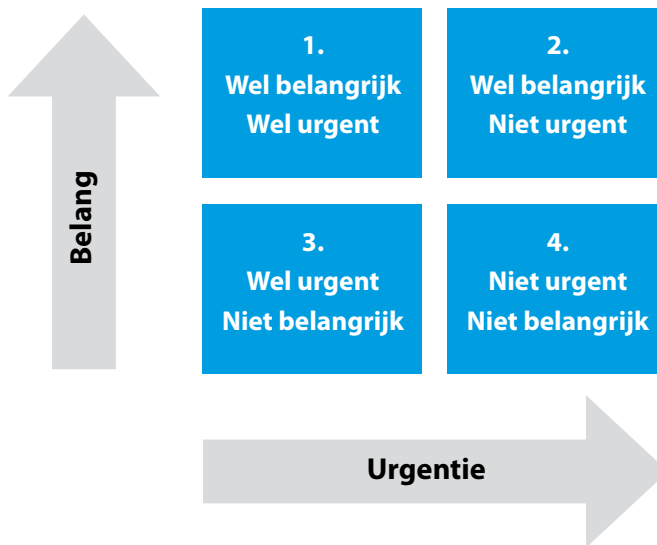 1.
Wel belangrijk
Wel urgent
2.
Wel belangrijk
Niet urgent
Belang
3.
Wel urgent
Niet belangrijk
4.
Niet urgent
Niet belangrijk
Urgentie